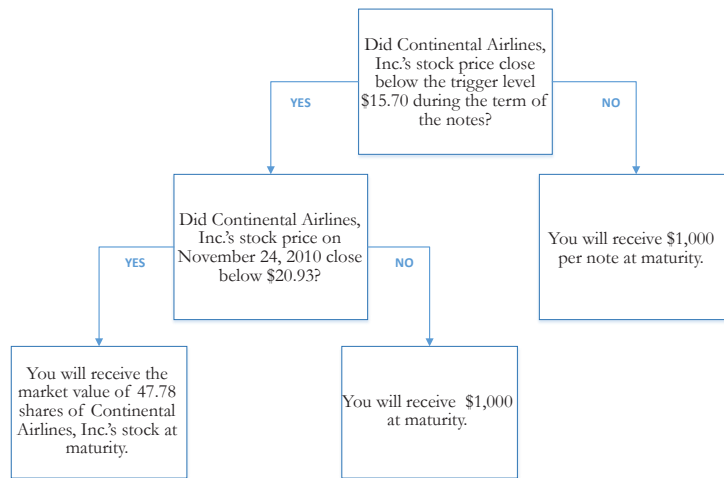 Did Continental Airlines,
Inc.'s stock price close
below the trigger level
$15.70 during the term of
the notes?
YES
NO
Did Continental Airlines,
Inc.'s stock price on
November 24, 2010 close
below $20.93?
You will receive $1,000
per note at maturity.
YES
NO
You will receive the
market value of 47.78
shares of Continental
Airlines, Inc.'s stock at
maturity.
You will receive $1,000
at maturity.